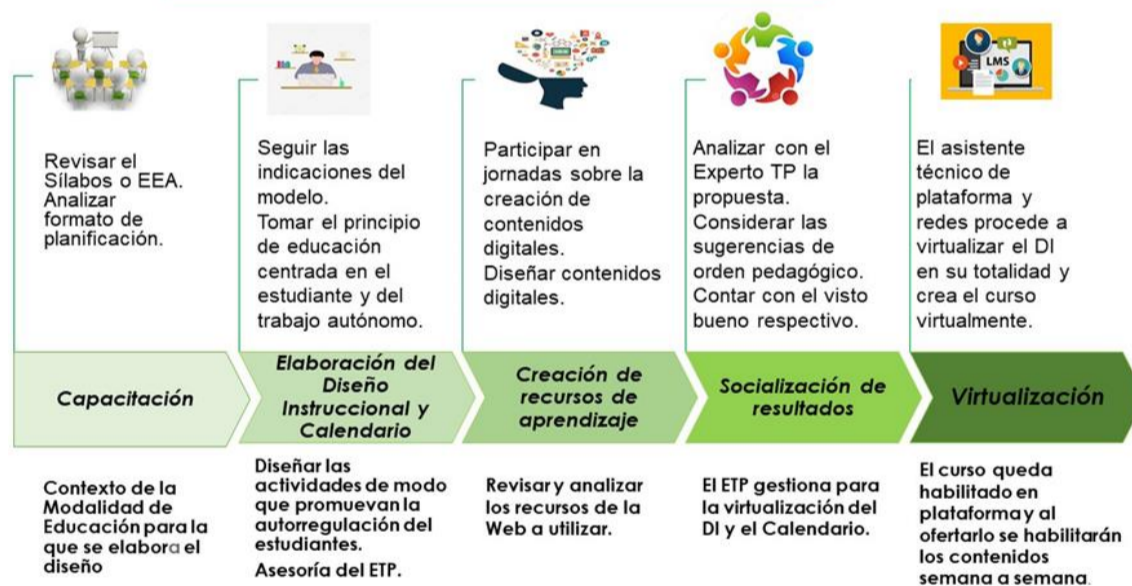 LMS
Revisar el
Sílabos o EEA.
Analizar
formato de
planificación.
Seguir las
indicaciones del
modelo.
Tomar el principio
de educación
centrada en el
estudiante y del
trabajo autónomo.
Participar en
jornadas sobre la
creación de
contenidos
digitales.
Diseñar contenidos
digitales.
Analizar con el
Experto TP la
propuesta.
Considerar las
sugerencias de
orden pedagógico.
Contar con el visto
bueno respectivo.
El asistente
técnico de
plataforma y
redes procede a
virtualizar el DI
en su totalidad y
crea el curso
virtualmente.
Capacitación
Elaboración del
Diseño
Instruccional y
Calendario
Creación de
recursos de
aprendizaje
Socialización de
resultados
Virtualización
Contexto de la
Modalidad de
Educación para la
que se elabora el
diseño
Diseñar las
actividades de modo
que promuevan la
autorregulación del
estudiantes.
Asesoría del ETP.
Revisar y analizar
los recursos de la
Web a utilizar.
El ETP gestiona para
la virtualización del
DI y el Calendario.
El curso queda
habilitado en
plataforma y al
ofertarlo se habilitarán
los contenidos
semana a semana.